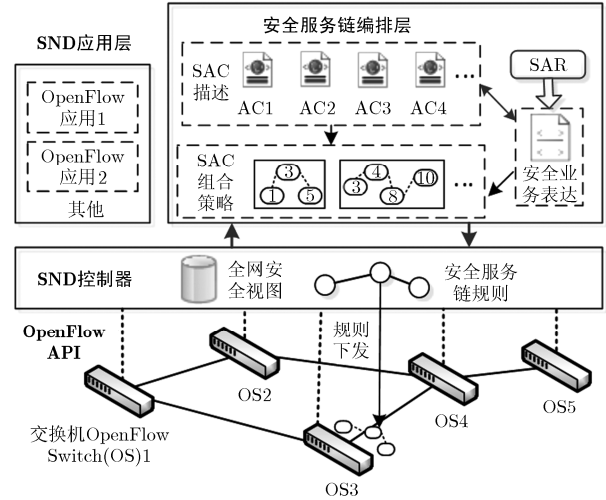 SND应用层
OpenFlow
应用1
OpenFlow
应用2
其他
安全服务链编排层
SAC
描述
AC1
AC2
AC3
AC4
...
SAR
安全业
务表达
SAC
组合
策略
1
3
5
3
4
8
10
...
SND控制器
全网安
全视图
安全服务
链规则
OpenFlow
API
规则
下发
OS2
OS4
OS5
交换机OpenFlow
Switch(OS)1
OS3